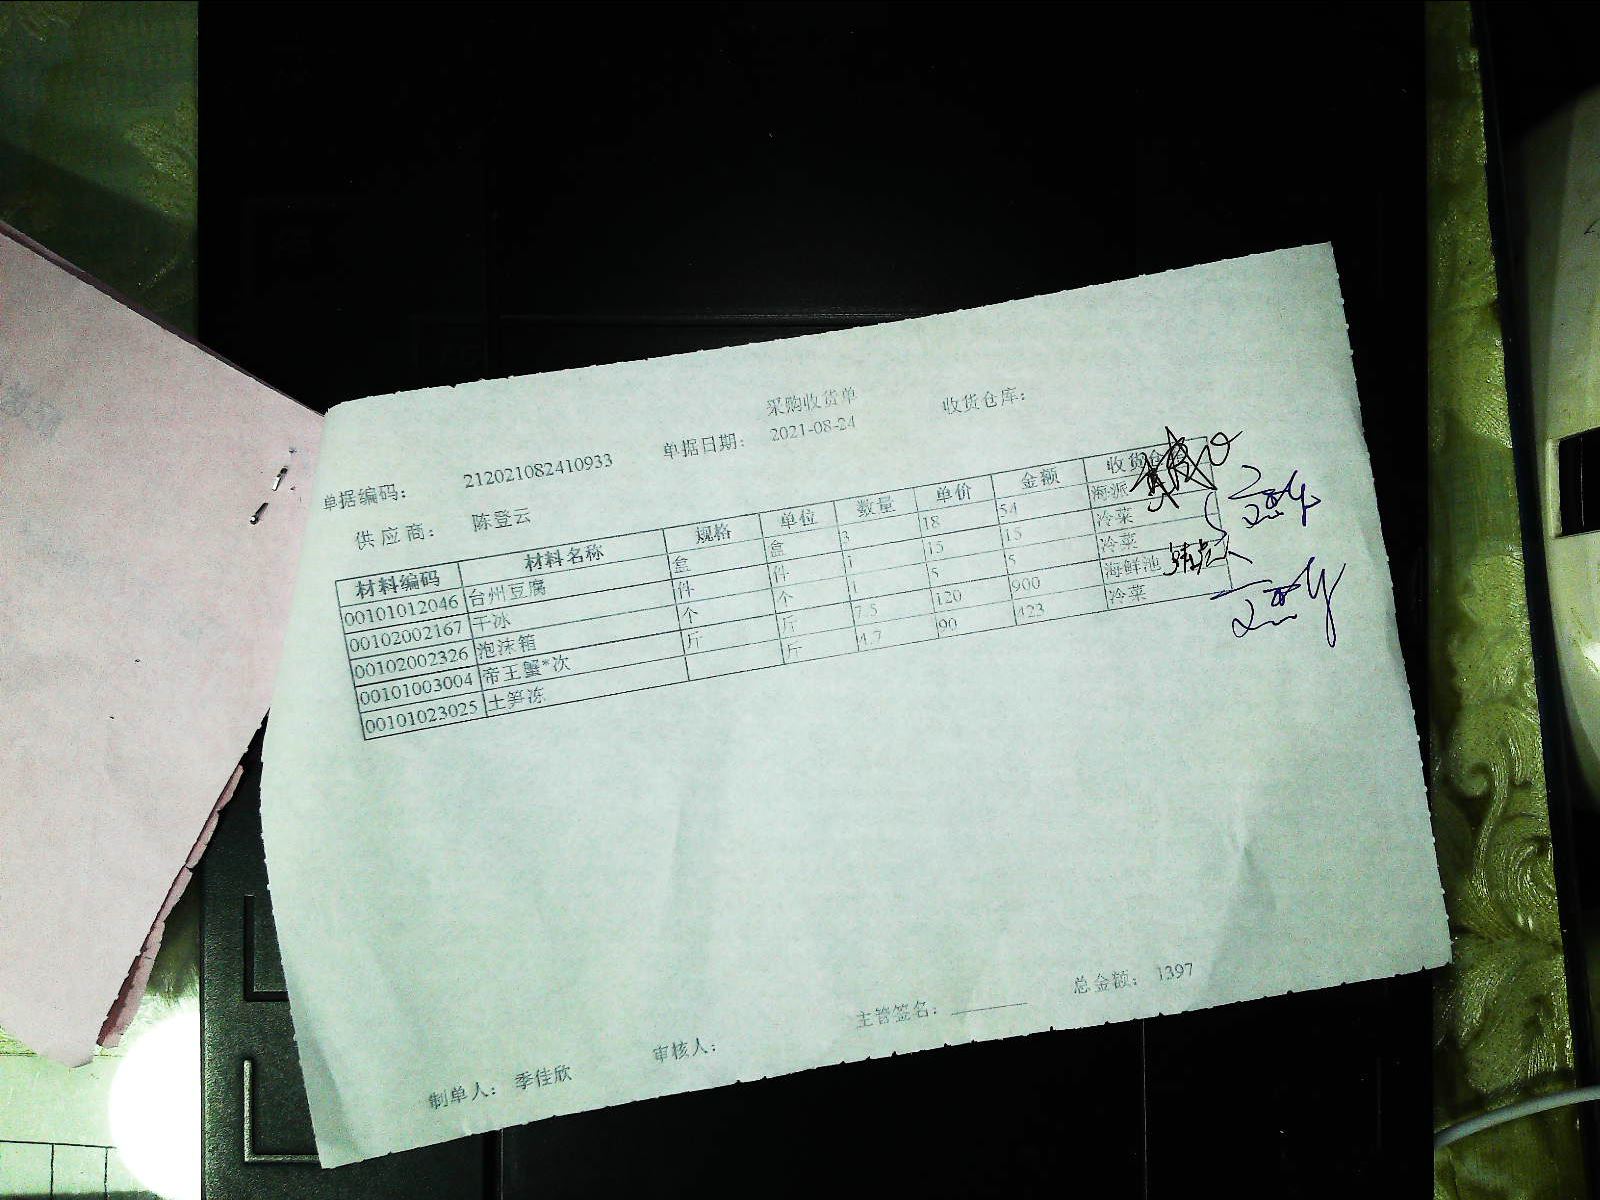 采购收货单
单据编码： 212021082410933 单据日期： 2021-08-24 收货仓库：
供应商： 陈登云
材料编码 材料名称 规格 单位 数量 单价 金额 收货仓
00101012046 台州豆腐 盒 盒 3 18 54 海派
00102002167 干冰 件 件 1 15 15 冷菜
00102002326 泡沫箱 个 个 1 5 5 冷菜
00101003004 帝王蟹*次 斤 斤 7.5 120 900 海鲜池
00101023025 土笋冻 斤 4.7 90 423 冷菜
主管签名： 总金额： 1397
制单人： 季佳欣 审核人：